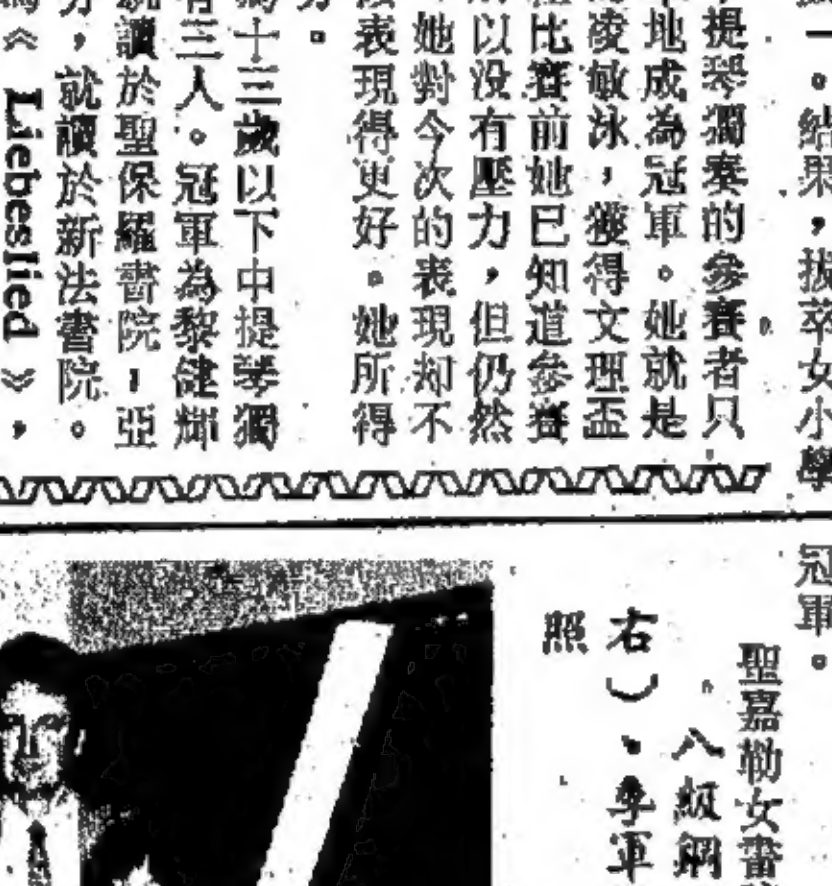 一。結果,拔萃女小學
提琴獨奏的參賽者只
地成為冠軍。她就是
凌敏泳,獲得文理盃
比賽前她已知道參賽
以没有壓力,但仍然
她對今次的表現却不
表現得更好。她所得
。
十三歲以下中提琴獨
有三人。冠軍為黎健輝
就讀於聖保羅書院;亞
,就讀於新法書院。
《Liebeslied》,
冠軍。
聖嘉勒女書
八級鋼
右)、季軍
照